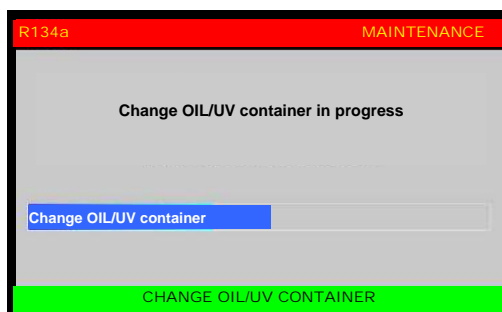 R134a MAINTENANCE
Change OIL/UV container in progress
Change OIL/UV container
CHANGE OIL/UV CONTAINER